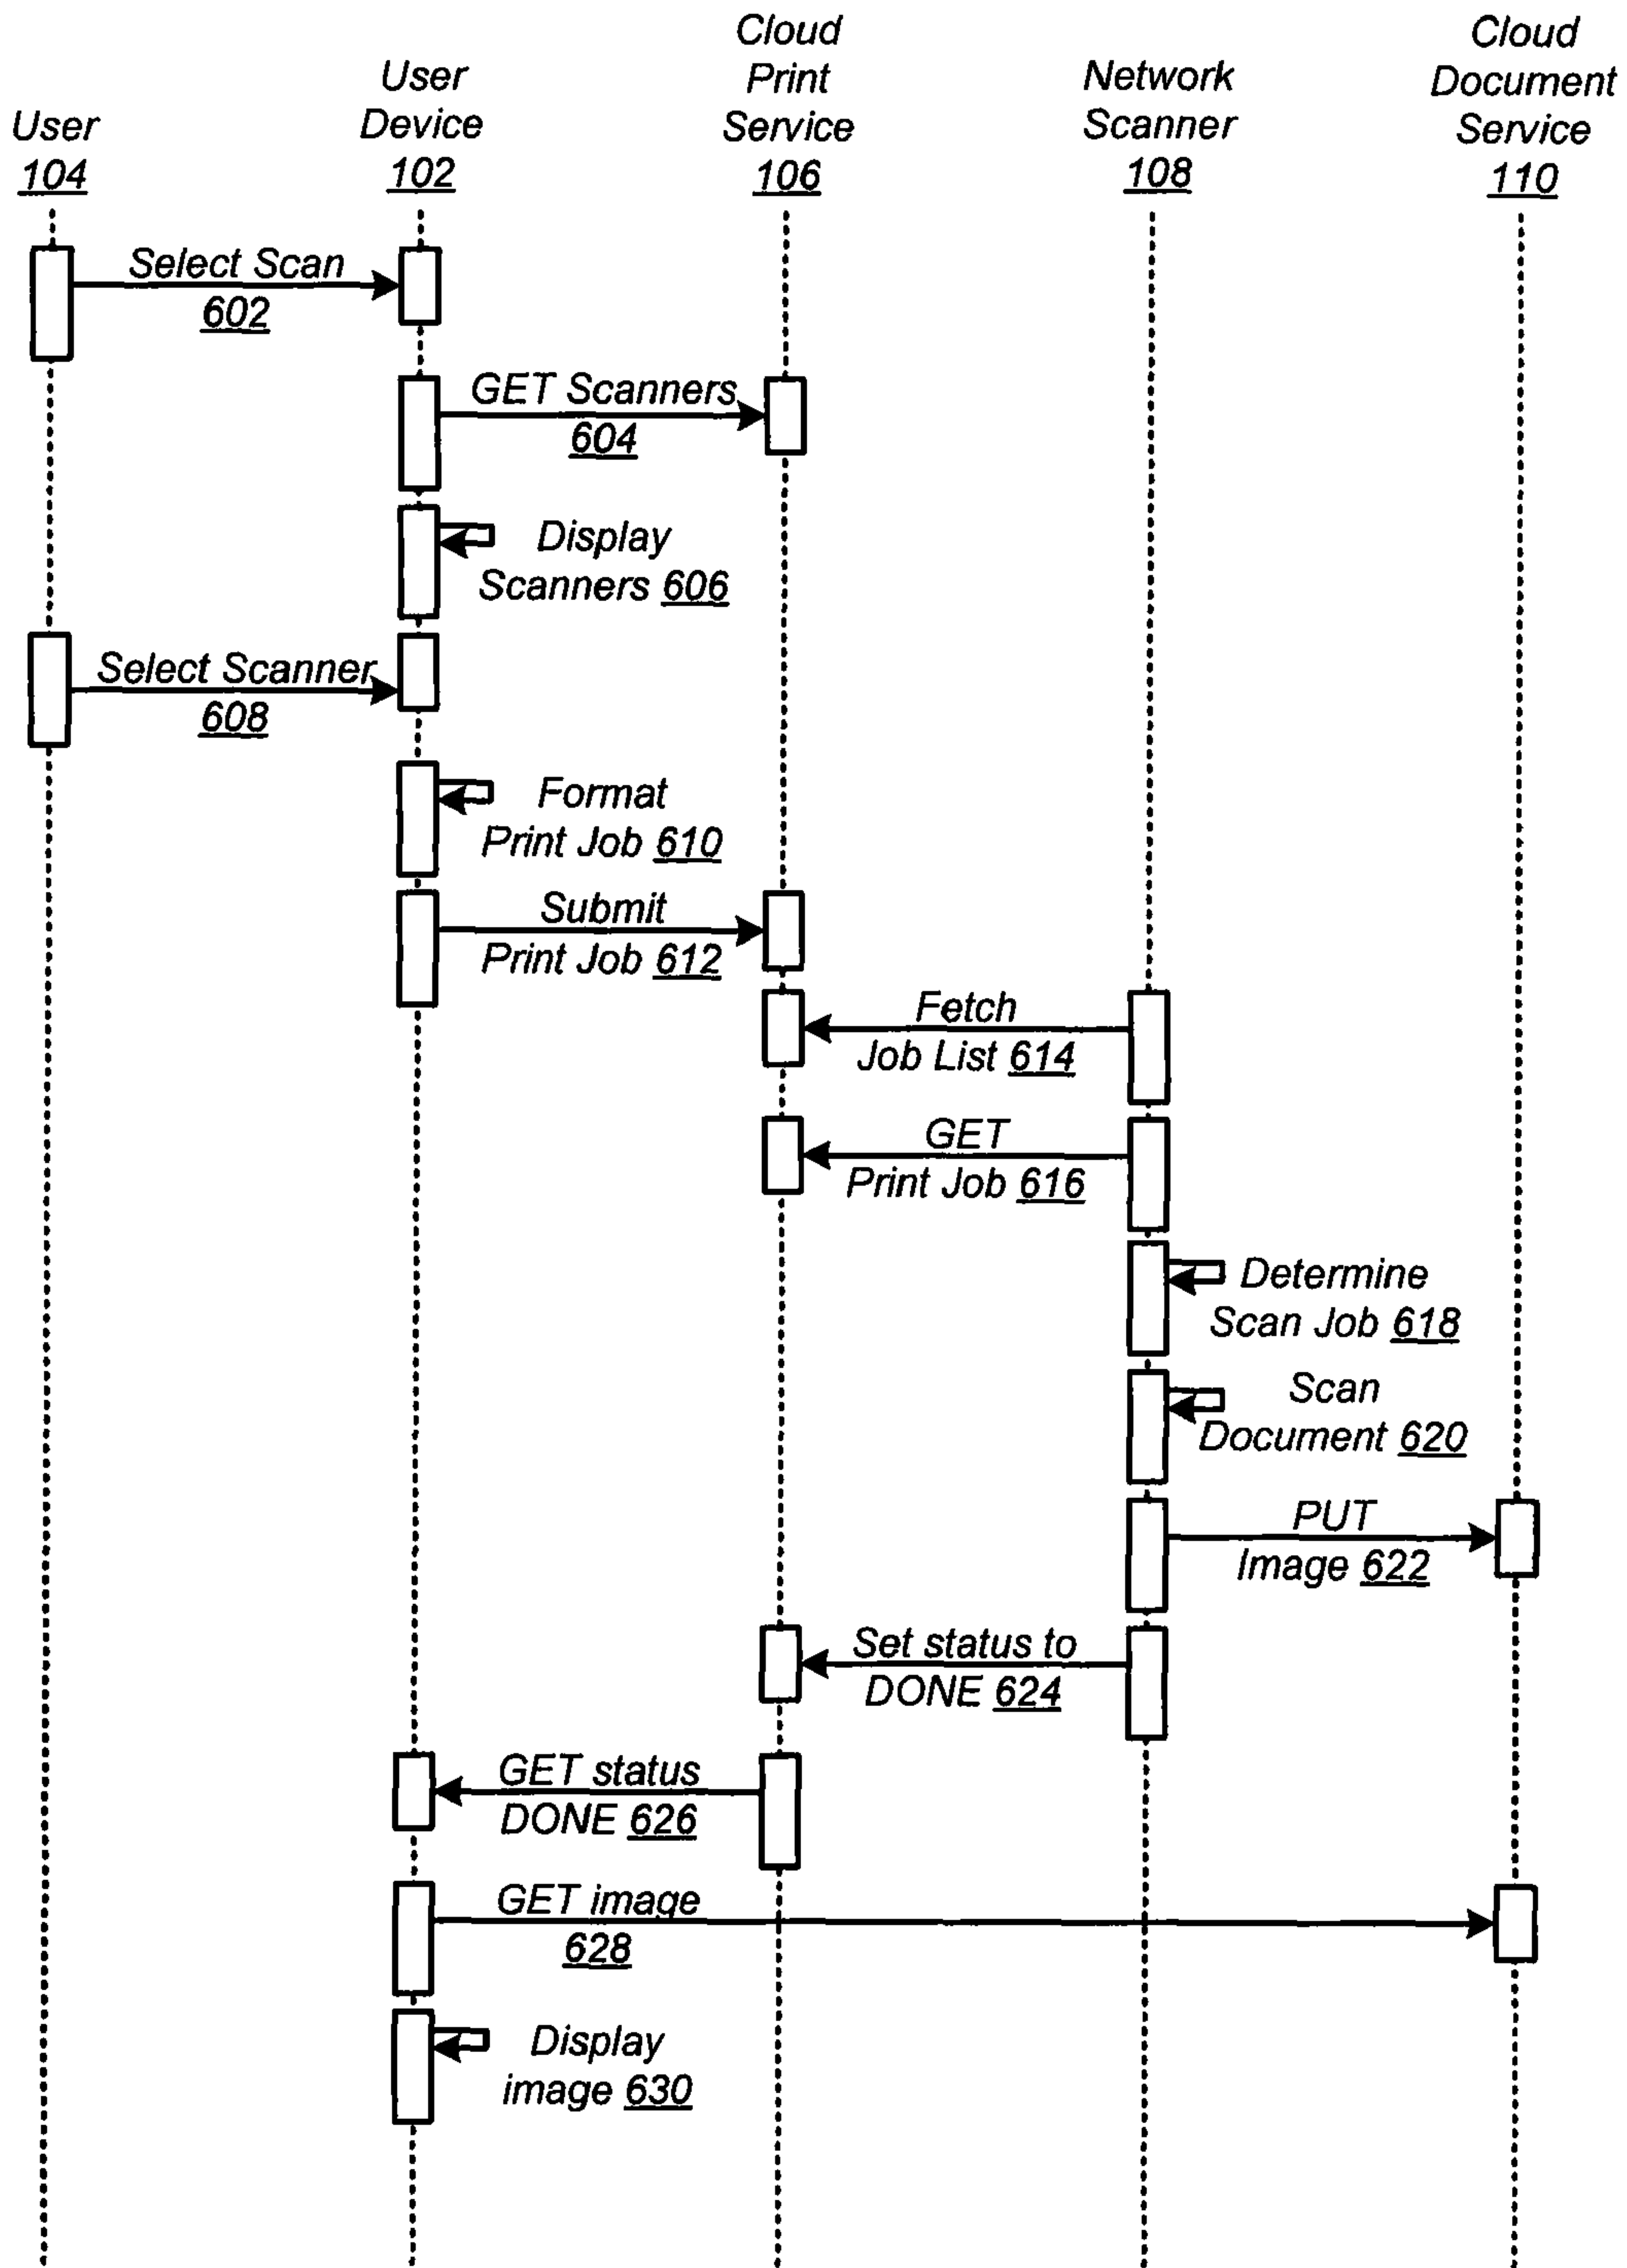 User
104
User
Device
102
Cloud
Print
Service
106
Network
Scanner
108
Cloud
Document
Service
110
Select Scan
602
GET Scanners
604
Display
Scanners 606
Select Scanner
608
Format
Print Job 610
Submit
Print Job 612
Fetch
Job List 614
GET
Print Job 616
Determine
Scan Job 618
Scan
Document 620
PUT
Image 622
Set status to
DONE 624
GET status
DONE 626
GET image
628
Display
image 630